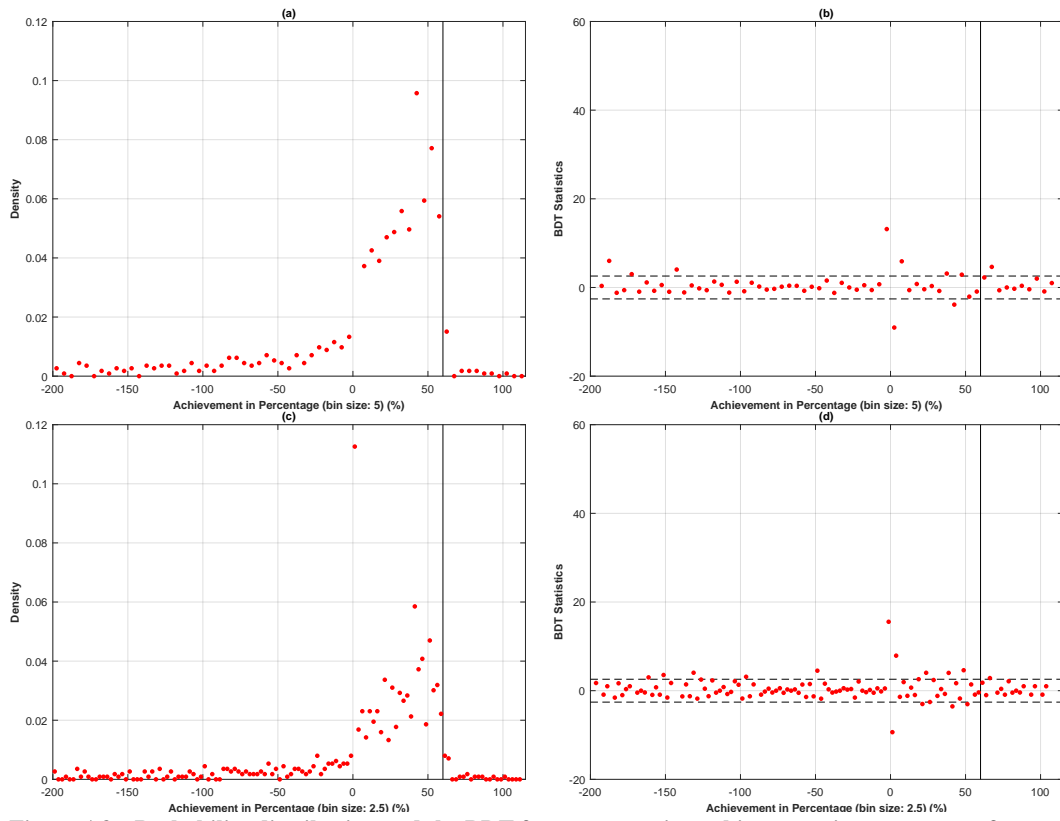 (a)
0.12
0.1
0.08
0.06
0.04
0.02
0
Density
-200 -150 -100 -50 0 50 100
Achievement in Percentage (bin size: 5) (%)
(b)
60
40
20
0
-20
BDT Statistics
-200 -150 -100 -50 0 50 100
Achievement in Percentage (bin size: 5) (%)
(c)
0.12
0.1
0.08
0.06
0.04
0.02
0
Density
-200 -150 -100 -50 0 50 100
Achievement in Percentage (bin size: 2.5) (%)
(d)
60
40
20
0
-20
BDT Statistics
-200 -150 -100 -50 0 50 100
Achievement in Percentage (bin size: 2.5) (%)